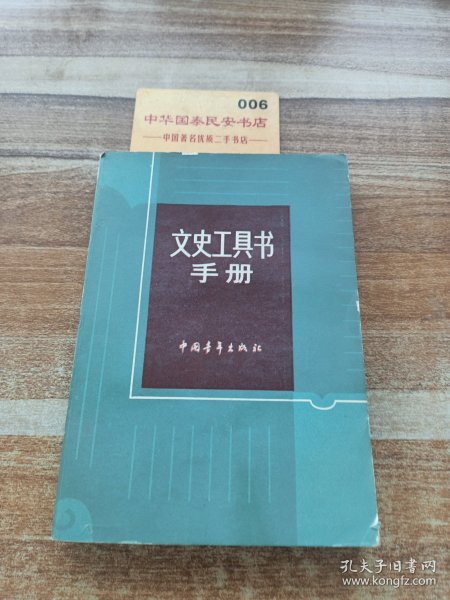 006
中华国泰民安书店
中国著名优质二手书店
文史工具书
手册
中国青年出版社
孔夫子旧书网
www.kongfz.com